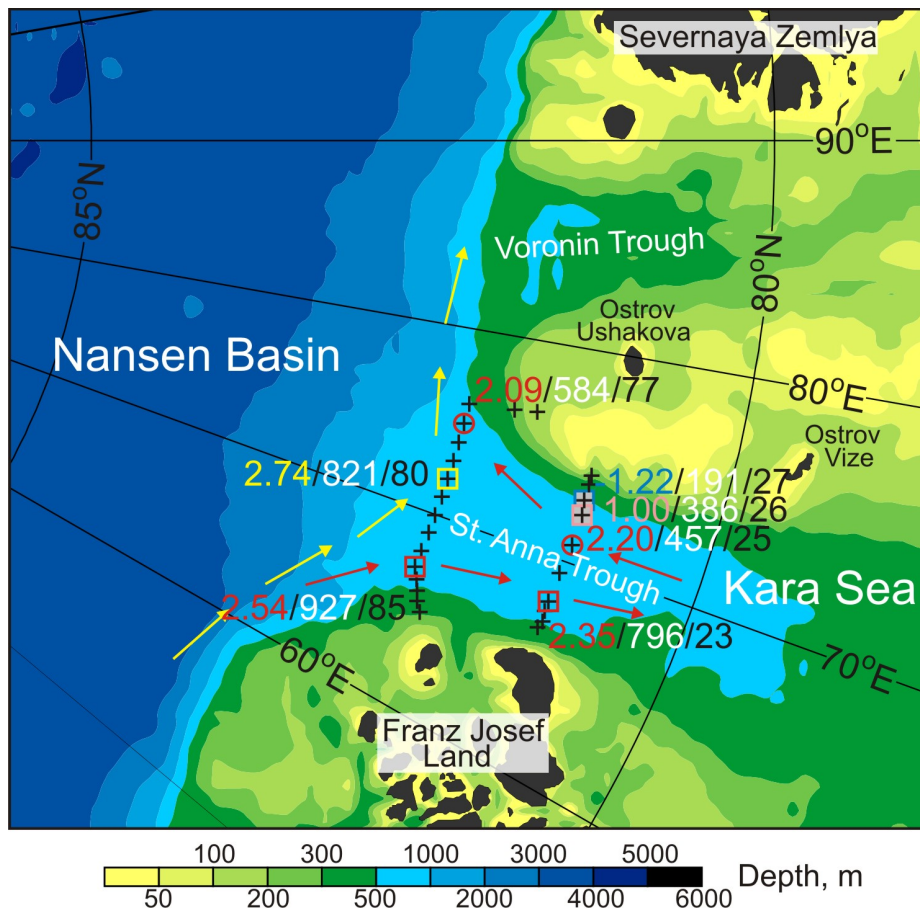 Severnaya Zemlya
90°E
85°N
Voronin Trough
80°N
Ostrov
Ushakova
Nansen Basin
80°E
2.09/584/77
Ostrov
Vize
2.74/821/80
1.22/191/27
1.00/386/26
St. Anna Trough
2.20/457/25
Kara Sea
2.54/927/85
2.35/796/23
60°E
70°E
Franz Josef
Land
100 300 1000 3000 5000
Depth, m
50 200 500 2000 4000 6000